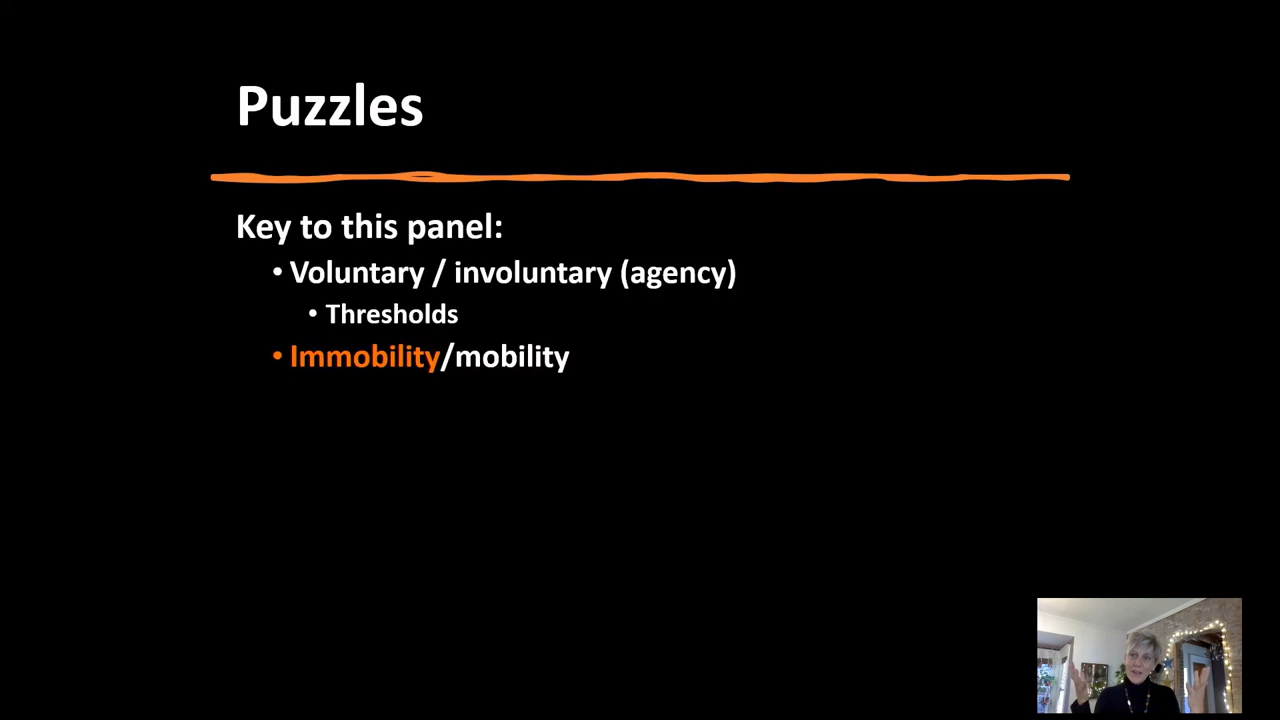 Puzzles
Key to this panel:
• Voluntary / involuntary (agency)
• Thresholds
• Immobility/mobility